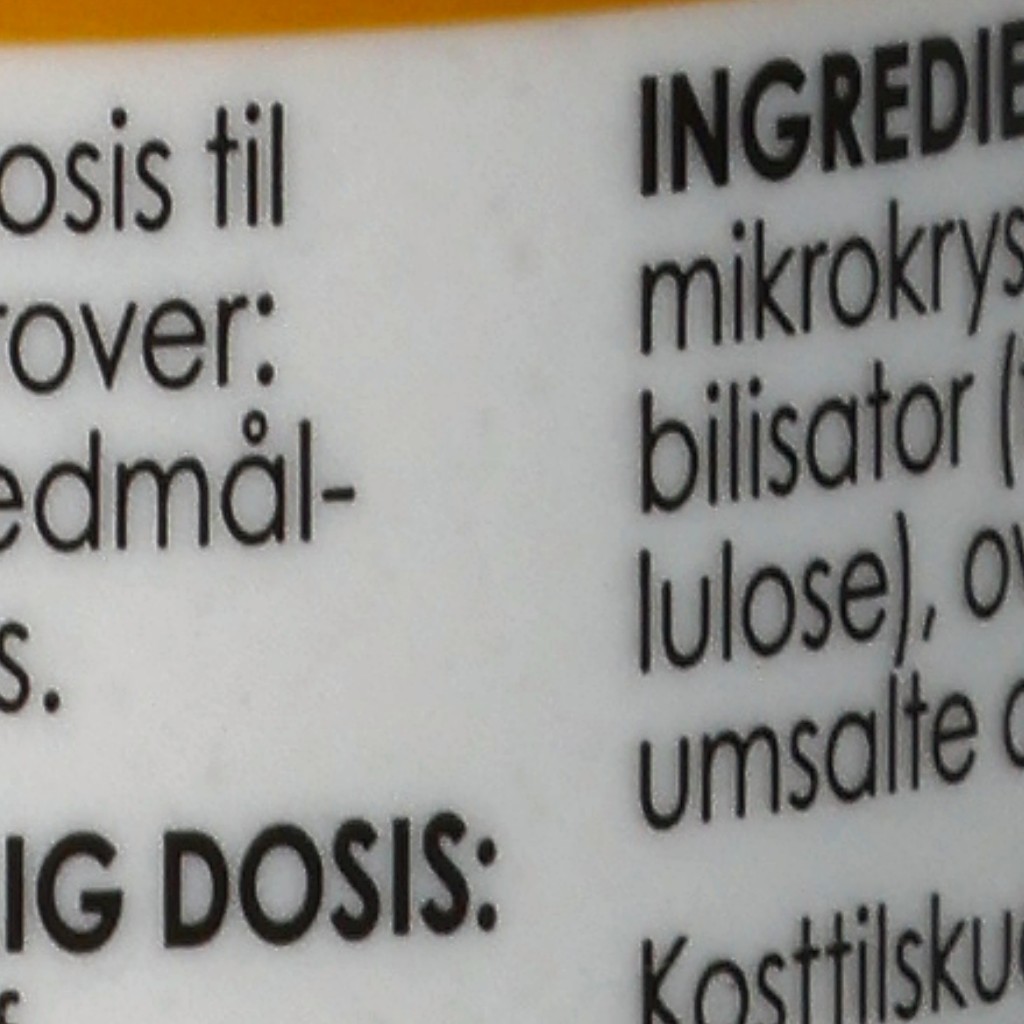 osis til
rover:
edmål-
s.
IG DOSIS:
INGREDIE
mikrokrys
bilisator (
lulose), ov
umsalte
Kosttilsku